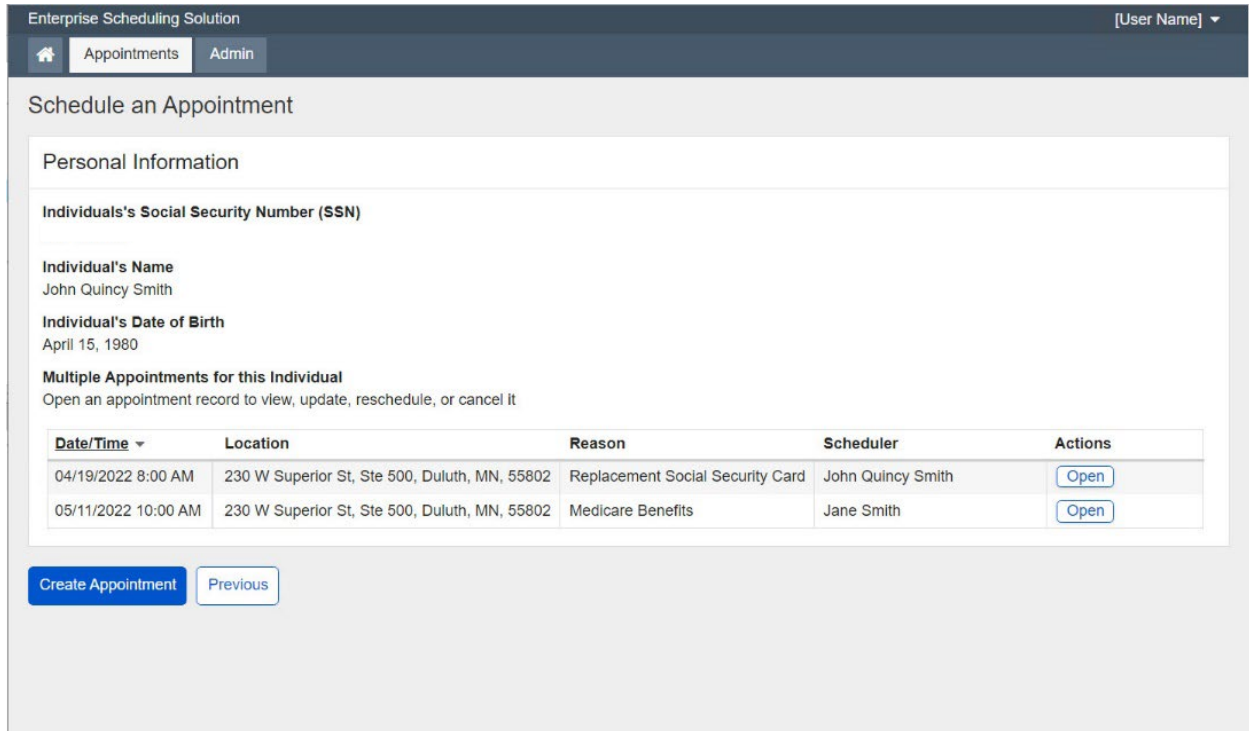 Enterprise Scheduling Solution [User Name]
Appointments Admin
Schedule an Appointment
Personal Information
Individuals's Social Security Number (SSN)
Individual's Name
John Quincy Smith
Individual's Date of Birth
April 15, 1980
Multiple Appointments for this Individual
Open an appointment record to view, update, reschedule, or cancel it
Date/Time Location Reason Scheduler Actions
04/19/2022 8:00 AM 230 W Superior St, Ste 500, Duluth, MN, 55802 Replacement Social Security Card John Quincy Smith Open
05/11/2022 10:00 AM 230 W Superior St, Ste 500, Duluth, MN, 55802 Medicare Benefits Jane Smith Open
Create Appointment Previous